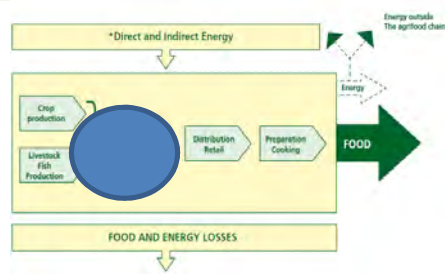 Energy outside
The agrifood chain
*Direct and Indirect Energy
Energy
Crop
production
Distribution
Retail
Preparation
Cooking
FOOD
Livestock
Fish
Production
FOOD AND ENERGY LOSSES